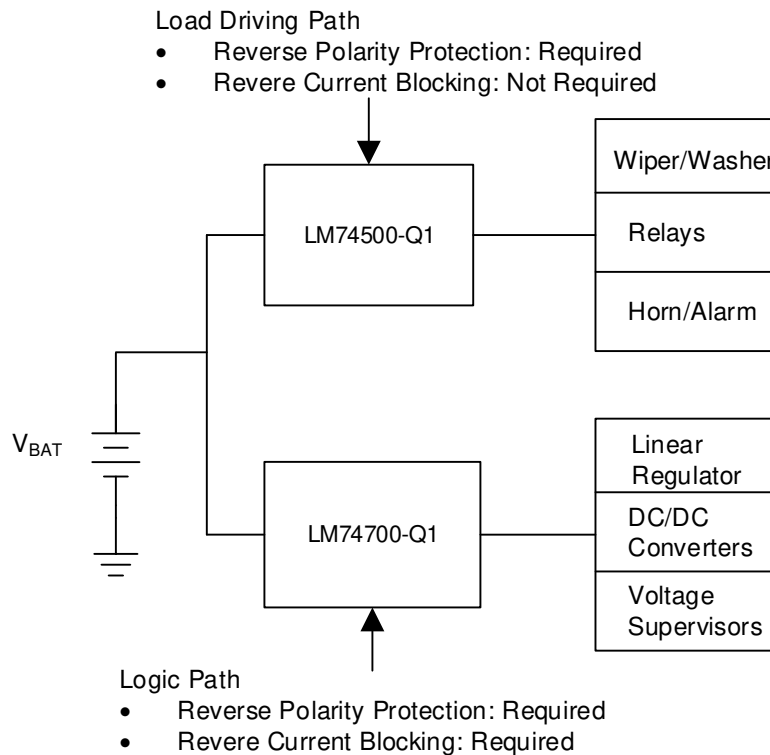 Load Driving Path
• Reverse Polarity Protection: Required
• Revere Current Blocking: Not Required
LM74500-Q1
Wiper/Washer
Relays
Horn/Alarm
VBAT
LM74700-Q1
Linear
Regulator
DC/DC
Converters
Voltage
Supervisors
Logic Path
• Reverse Polarity Protection: Required
• Revere Current Blocking: Required